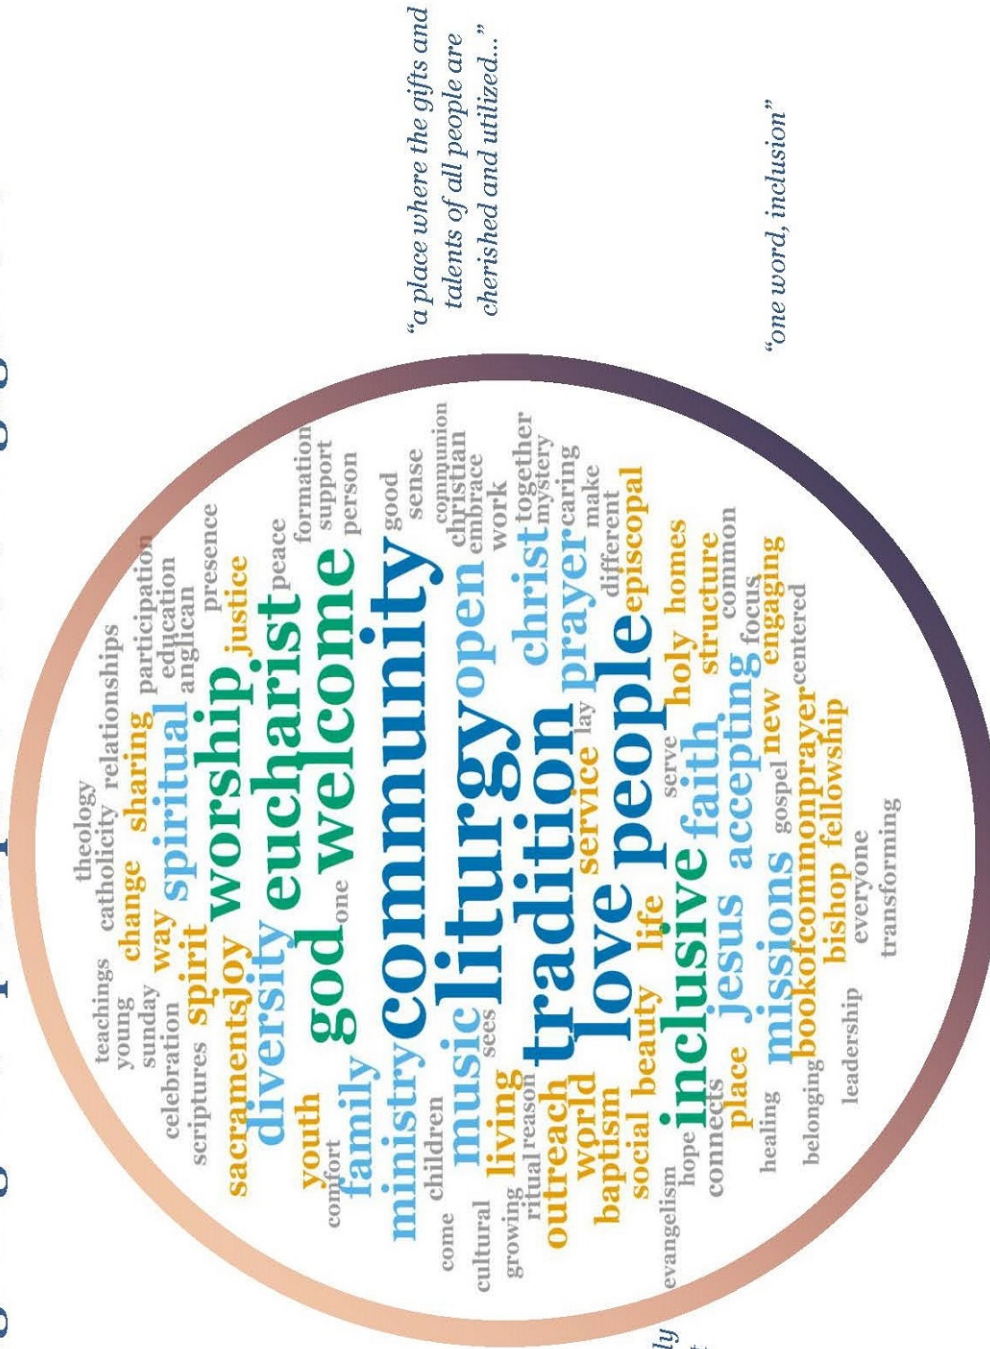 “a place where the gifts and
talents of all people are
cherished and utilized...”
“one word, inclusion”
theology
teachings catholicity relationships
young change sharing participation
sunday way spiritual education
celebration anglican
scriptures spirit worship presence
sacraments joy justice
diversity eucharist peace
youth god one welcome formation
comfort support
family person
ministry community good
children sense
come music liturgy open communion
cultural sees christian
living embrace
growing work
ritual reason tradition christ together
outreach service lay prayer mystery
world caring
baptism love people make
social beauty life different
episcopal
evangelism inclusive serve holy homes
hope faith structure
connects jesus accepting common
place focus
healing missions gospel new engaging
belonging bookofcommonprayer centered
bishop fellowship
leadership everyone
transforming
ly